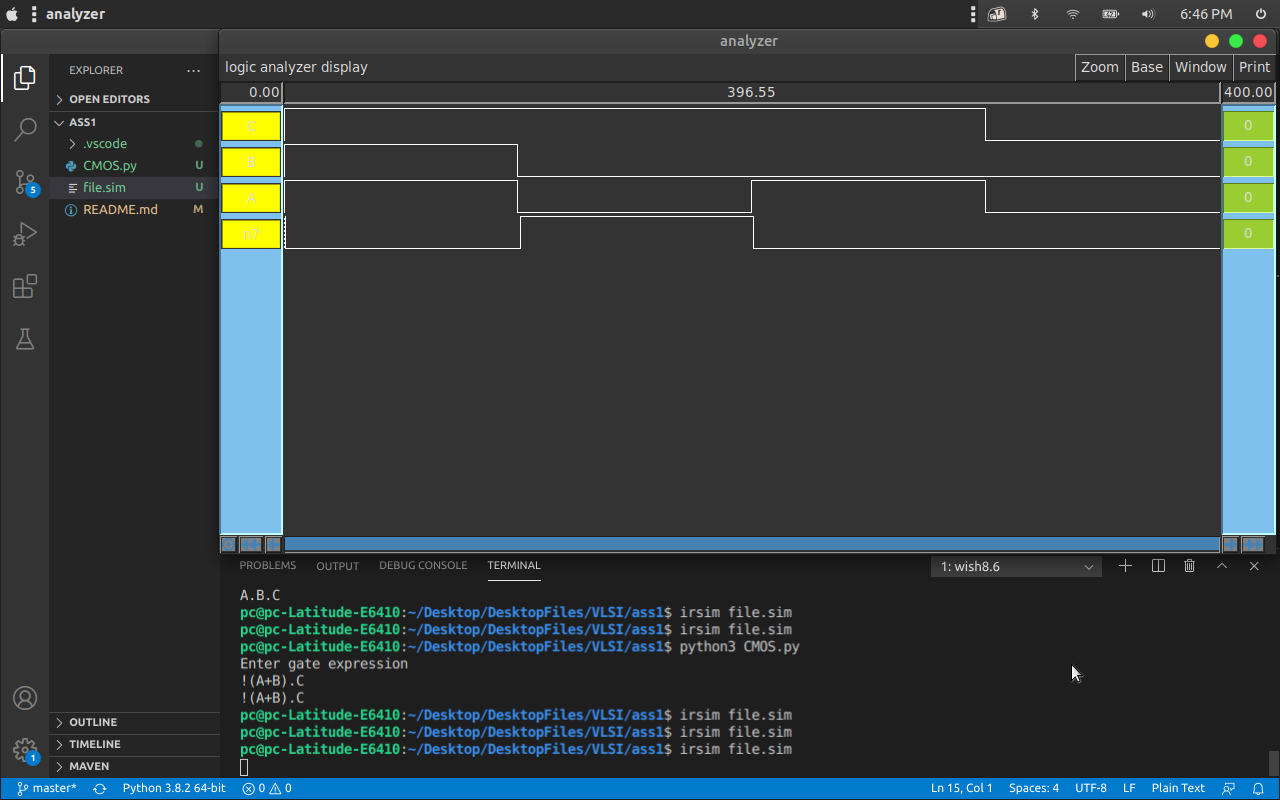 analyzer
6:46 PM
analyzer
EXPLORER
OPEN EDITORS
ASS1
.vscode
CMOS.py U
file.sim U
README.md M
5
logic analyzer display
Zoom Base Window Print
0.00 396.55 400.00
C 0
B 0
A 0
0
PROBLEMS OUTPUT DEBUG CONSOLE TERMINAL
1: wish8.6
A.B.C
pc@pc-Latitude-E6410:~/Desktop/DesktopFiles/VLSI/ass1$ irsim file.sim
pc@pc-Latitude-E6410:~/Desktop/DesktopFiles/VLSI/ass1$ irsim file.sim
pc@pc-Latitude-E6410:~/Desktop/DesktopFiles/VLSI/ass1$ python3 CMOS.py
Enter gate expression
!(A+B).C
!(A+B).C
pc@pc-Latitude-E6410:~/Desktop/DesktopFiles/VLSI/ass1$ irsim file.sim
pc@pc-Latitude-E6410:~/Desktop/DesktopFiles/VLSI/ass1$ irsim file.sim
pc@pc-Latitude-E6410:~/Desktop/DesktopFiles/VLSI/ass1$ irsim file.sim
OUTLINE
TIMELINE
MAVEN
1
master* Python 3.8.2 64-bit 0 0 Ln 15, Col 1 Spaces: 4 UTF-8 LF Plain Text